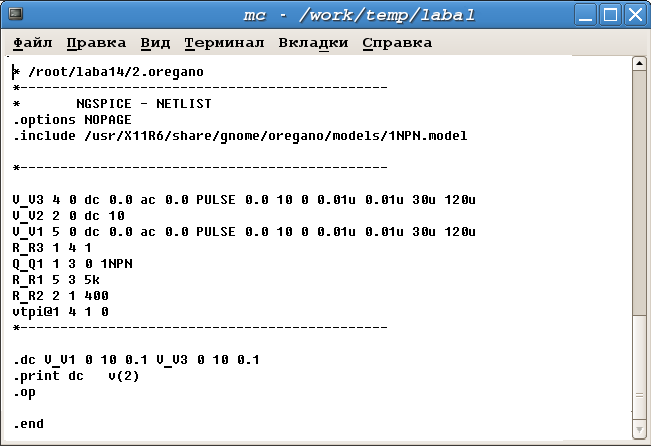 mc - /work/temp/laba1
Файл Правка Вид Терминал Вкладки Справка
* /root/laba14/2.oregano
*----------------------------------------------
* NGSPICE - NETLIST
.options NOPAGE
.include /usr/X11R6/share/gnome/oregano/models/1NPN.model
*----------------------------------------------
V_V3 4 0 dc 0.0 ac 0.0 PULSE 0.0 10 0 0.01u 0.01u 30u 120u
V_V2 2 0 dc 10
V_V1 5 0 dc 0.0 ac 0.0 PULSE 0.0 10 0 0.01u 0.01u 30u 120u
R_R3 1 4 1
Q_Q1 1 3 0 1NPN
R_R1 5 3 5k
R_R2 2 1 400
vtpi@1 4 1 0
*----------------------------------------------
.dc V_V1 0 10 0.1 V_V3 0 10 0.1
.print dc v(2)
.op
.end